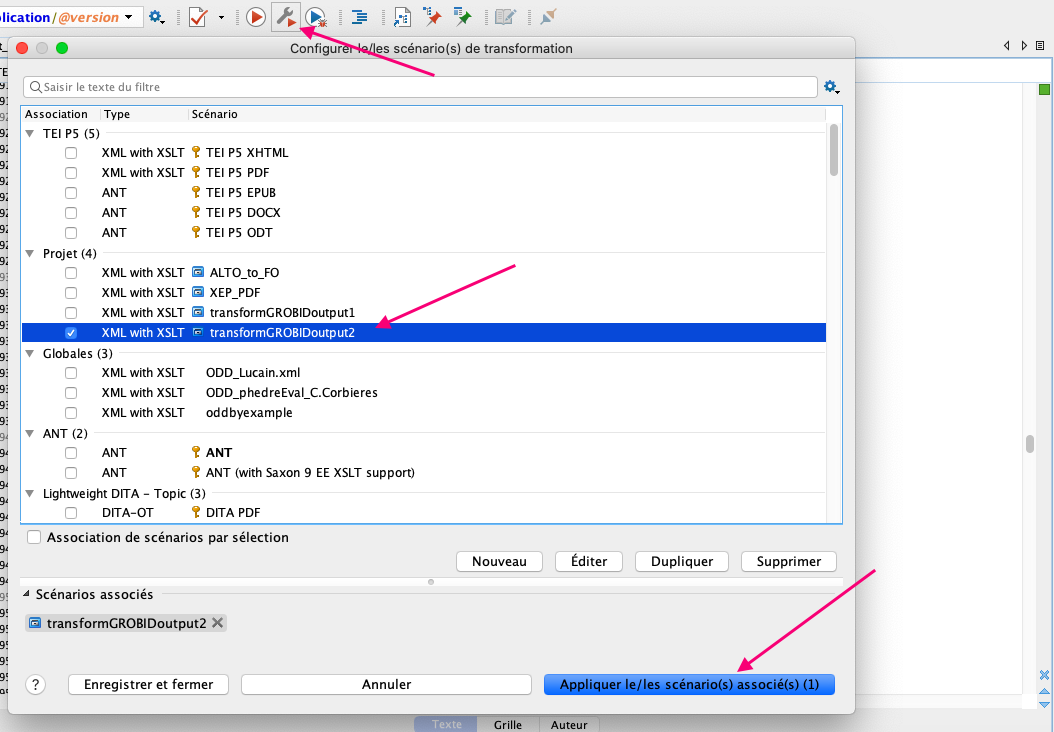 plication/@version
Configurer le/les scénario(s) de transformation
Saisir le texte du filtre
Association Type Scénario
TEI P5 (5)
XML with XSLT TEI P5 XHTML
XML with XSLT TEI P5 PDF
ANT TEI P5 EPUB
ANT TEI P5 DOCX
ANT TEI P5 ODT
Projet (4)
XML with XSLT ALTO_to_FO
XML with XSLT XEP_PDF
XML with XSLT transformGROBIDoutput1
XML with XSLT transformGROBIDoutput2
Globales (3)
XML with XSLT ODD_Lucain.xml
XML with XSLT ODD_phedreEval_C.Corbieres
XML with XSLT oddbyexample
ANT (2)
ANT ANT
ANT ANT (with Saxon 9 EE XSLT support)
Lightweight DITA - Topic (3)
DITA-OT DITA PDF
Association de scénarios par sélection
Nouveau Éditer Dupliquer Supprimer
Scénarios associés
transformGROBIDoutput2
? Enregistrer et fermer Annuler Appliquer le/les scénario(s) associé(s) (1)
Texte Grille Auteur